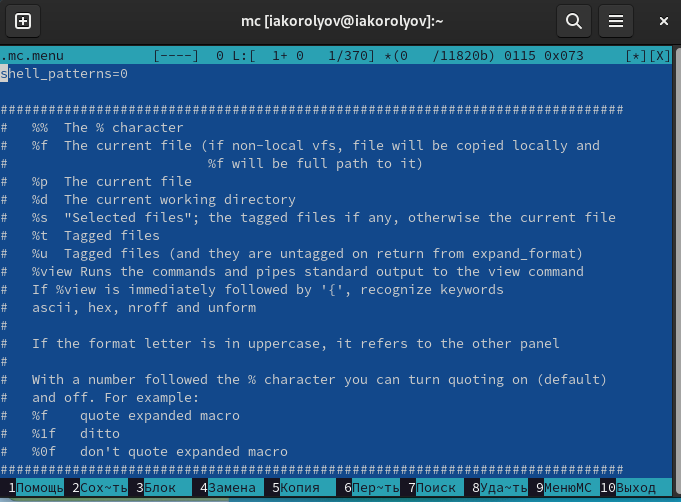 mc [iakorolyov@iakorolyov]:~
.mc.menu           [----]  0 L:[  1+ 0   1/370] *(0   /11820b) 0115 0x073     [*][X]
shell_patterns=0
##############################################################################
#   %%  The % character
#   %f  The current file (if non-local vfs, file will be copied locally and
#                         %f will be full path to it)
#   %p  The current file
#   %d  The current working directory
#   %s  "Selected files"; the tagged files if any, otherwise the current file
#   %t  Tagged files
#   %u  Tagged files (and they are untagged on return from expand_format)
#   %view Runs the commands and pipes standard output to the view command
#   If %view is immediately followed by '{', recognize keywords
#   ascii, hex, nroff and unform
#
#   If the format letter is in uppercase, it refers to the other panel
#
#   With a number followed the % character you can turn quoting on (default)
#   and off. For example:
#   %f    quote expanded macro
#   %1f   ditto
#   %0f   don't quote expanded macro
##############################################################################
1Помощь 2Сох~ть 3Блок 4Замена 5Копия 6Пер~ть 7Поиск 8Уда~ть 9МенюMC 10Выход